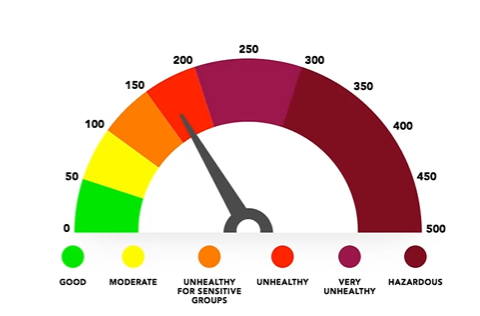 0
50
100
150
200
250
300
350
400
450
500
GOOD
MODERATE
UNHEALTHY
FOR SENSITIVE
GROUPS
UNHEALTHY
VERY
UNHEALTHY
HAZARDOUS